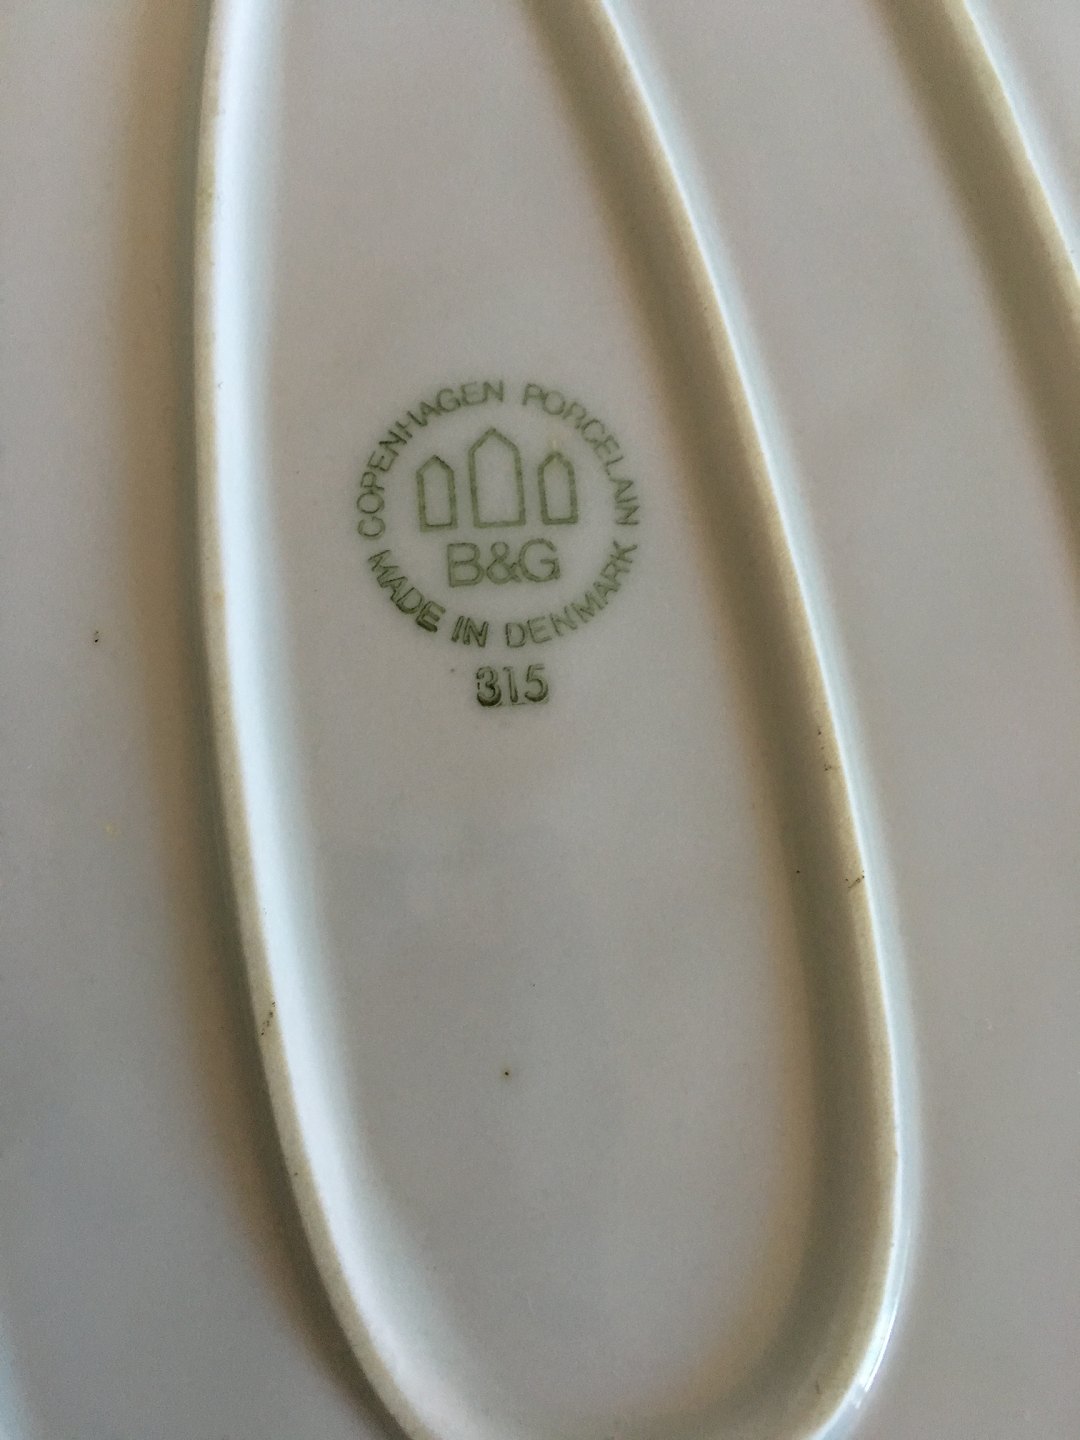 COPENHAGEN PORCELAIN
B&G
MADE IN DENMARK
315